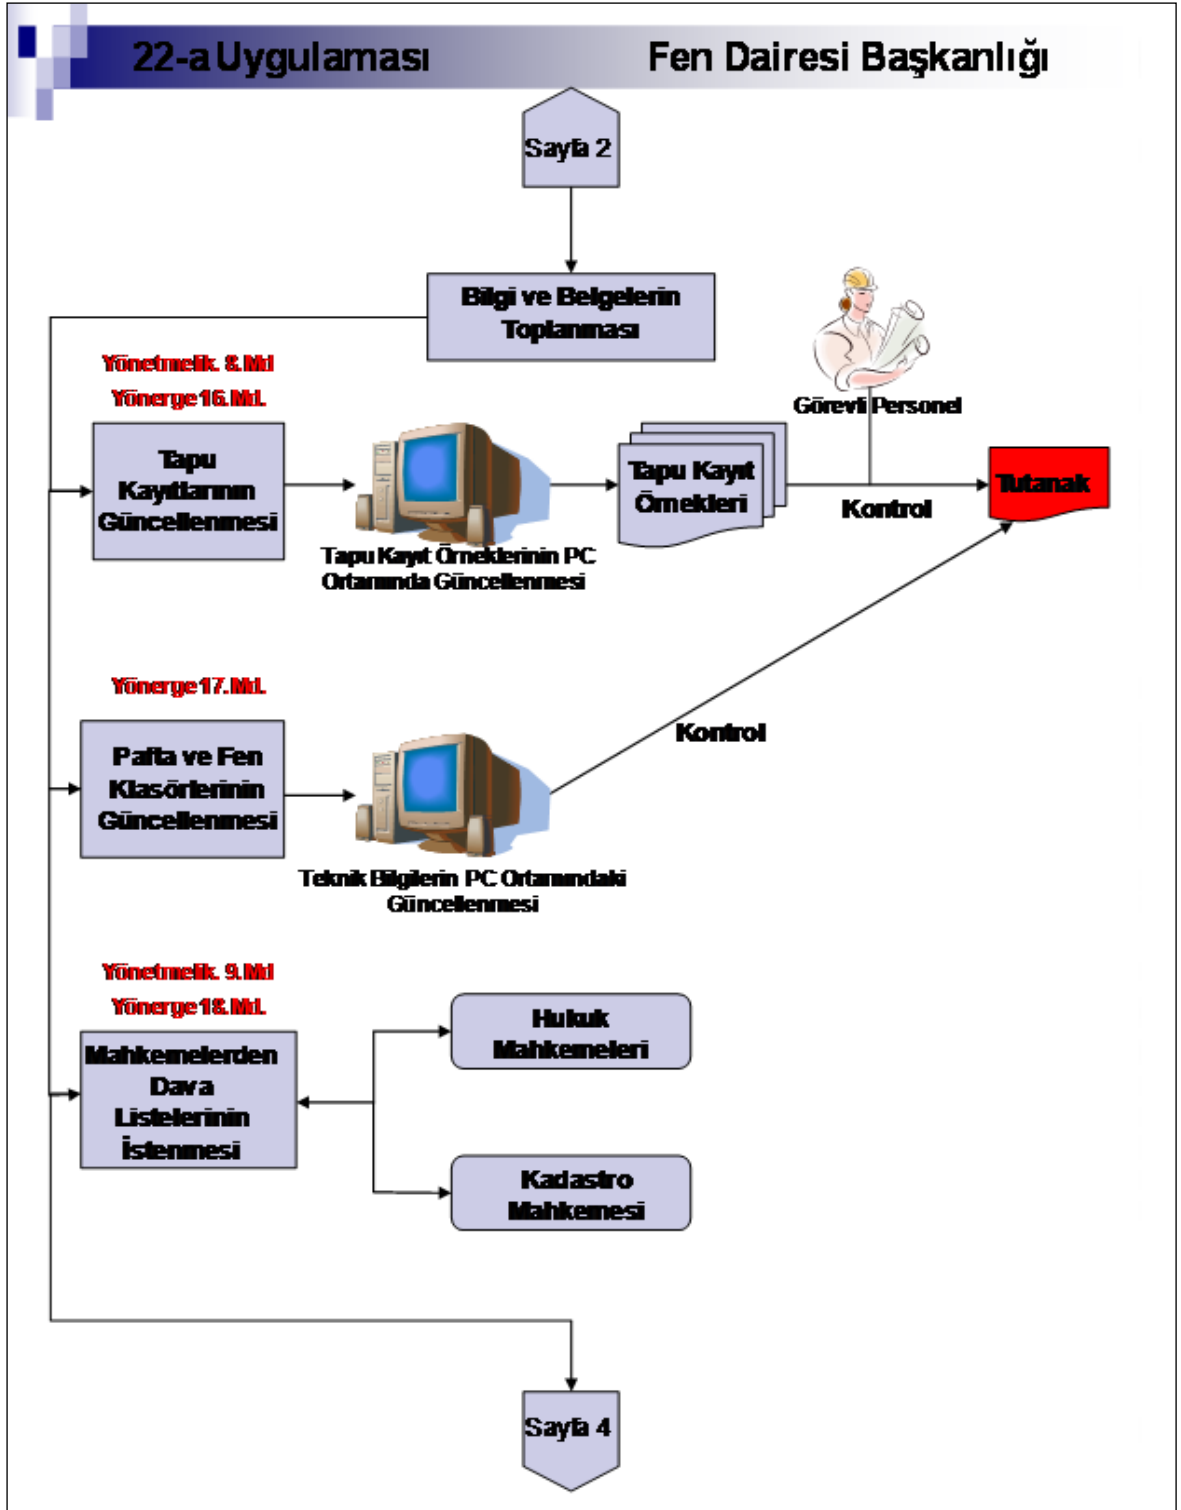 22-a Uygulaması
Fen Dairesi Başkanlığı
Sayfa 2
Bilgi ve Belgelerin
Toplanması
Görevli Personel
Yönetmelik. 8. Md
Yönerge 16. Md.
Tapu
Kayıtlarının
Güncellenmesi
Tapu Kayıt Örneklerinin PC
Ortamında Güncellenmesi
Tapu Kayıt
Örnekleri
Kontrol
Tutanak
Yönerge 17. Md.
Pafta ve Fen
Klasörlerinin
Güncellenmesi
Teknik Bilgilerin PC Ortamındaki
Güncellenmesi
Kontrol
Yönetmelik. 9. Md
Yönerge 18. Md.
Mahkemelerden
Dava
Listelerinin
İstenmesi
Hukuk
Mahkemeleri
Kadastro
Mahkemesi
Sayfa 4